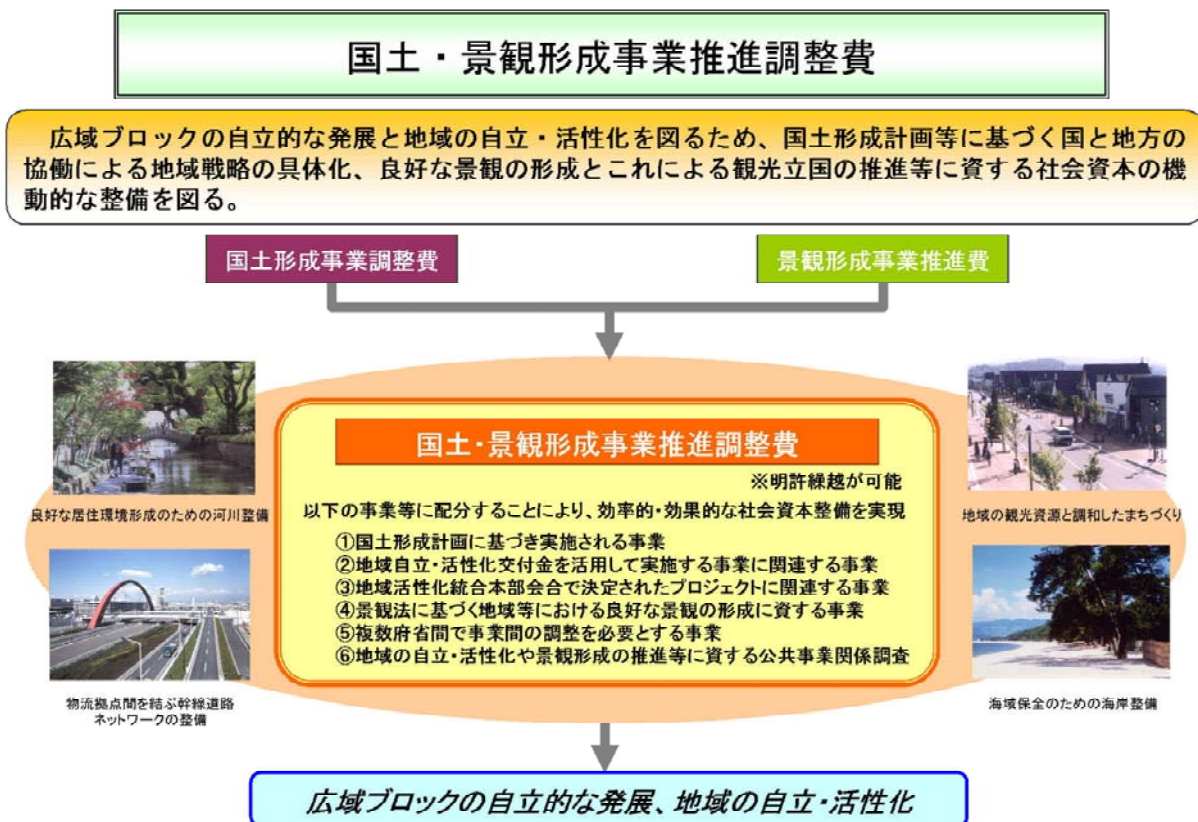 国土・景観形成事業推進調整費
広域ブロックの自立的な発展と地域の自立・活性化を図るため、国土形成計画等に基づく国と地方の
協働による地域戦略の具体化、良好な景観の形成とこれによる観光立国の推進等に資する社会資本の機
動的な整備を図る。
国土形成事業調整費
景観形成事業推進費
国土・景観形成事業推進調整費
※明許繰越が可能
以下の事業等に配分することにより、効率的・効果的な社会資本整備を実現
①国土形成計画に基づき実施される事業
②地域自立・活性化交付金を活用して実施する事業に関連する事業
③地域活性化統合本部会合で決定されたプロジェクトに関連する事業
④景観法に基づく地域等における良好な景観の形成に資する事業
⑤複数府省間で事業間の調整を必要とする事業
⑥地域の自立・活性化や景観形成の推進等に資する公共事業関係調査
良好な居住環境形成のための河川整備
物流拠点間を結ぶ幹線道路
ネットワークの整備
地域の観光資源と調和したまちづくり
海域保全のための海岸整備
広域ブロックの自立的な発展、地域の自立・活性化